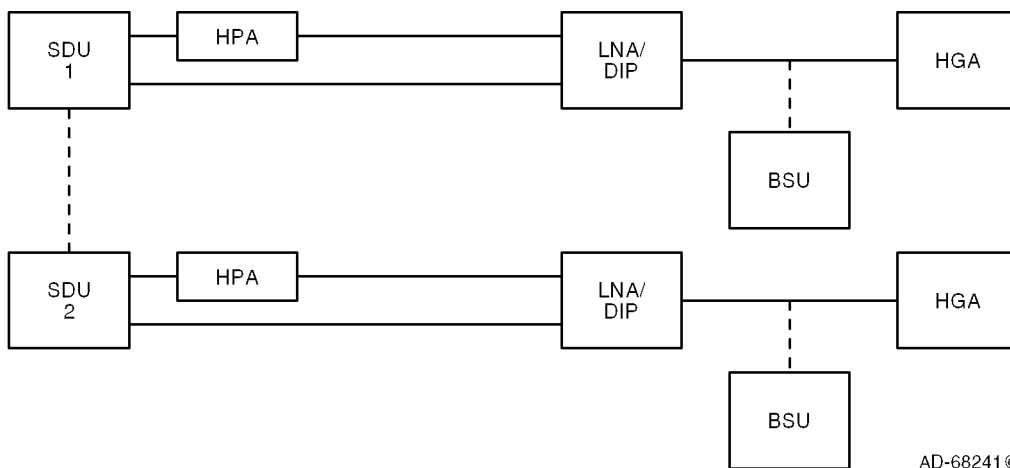 SDU
1
HPA
LNA/
DIP
HGA
BSU
SDU
2
HPA
LNA/
DIP
HGA
BSU
AD-68241©